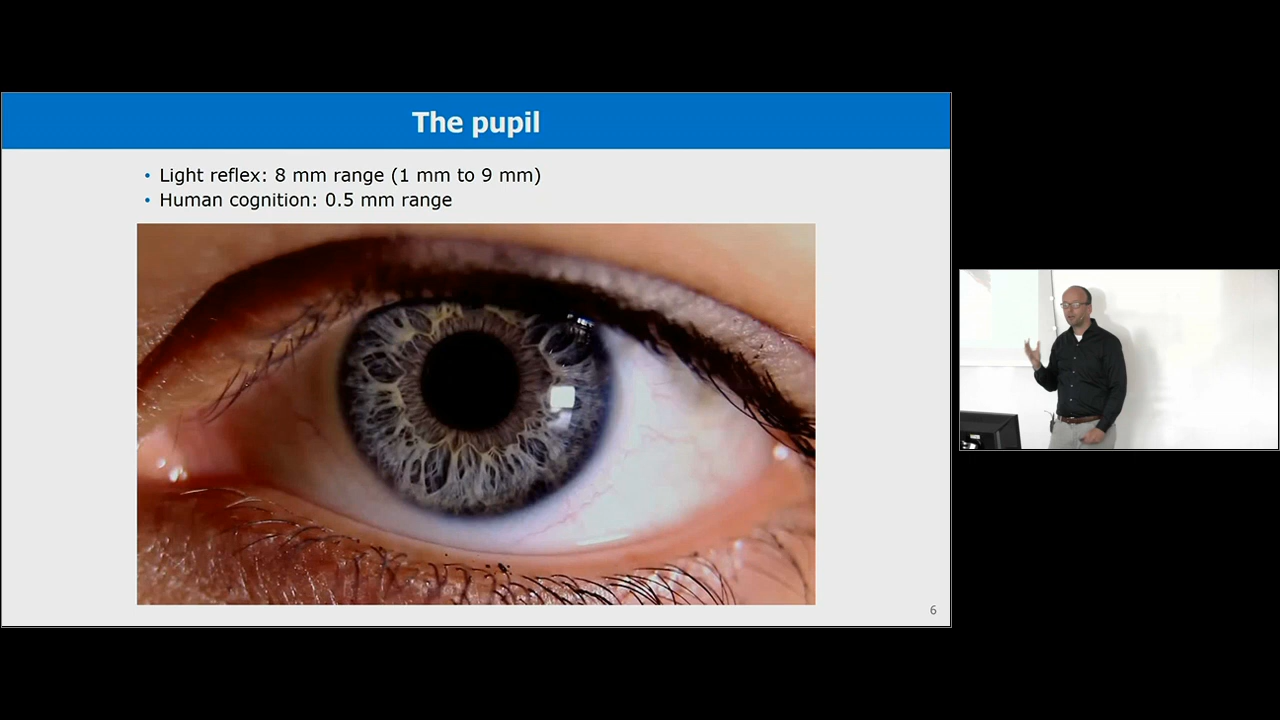 The pupil
• Light reflex: 8 mm range (1 mm to 9 mm)
• Human cognition: 0.5 mm range
6